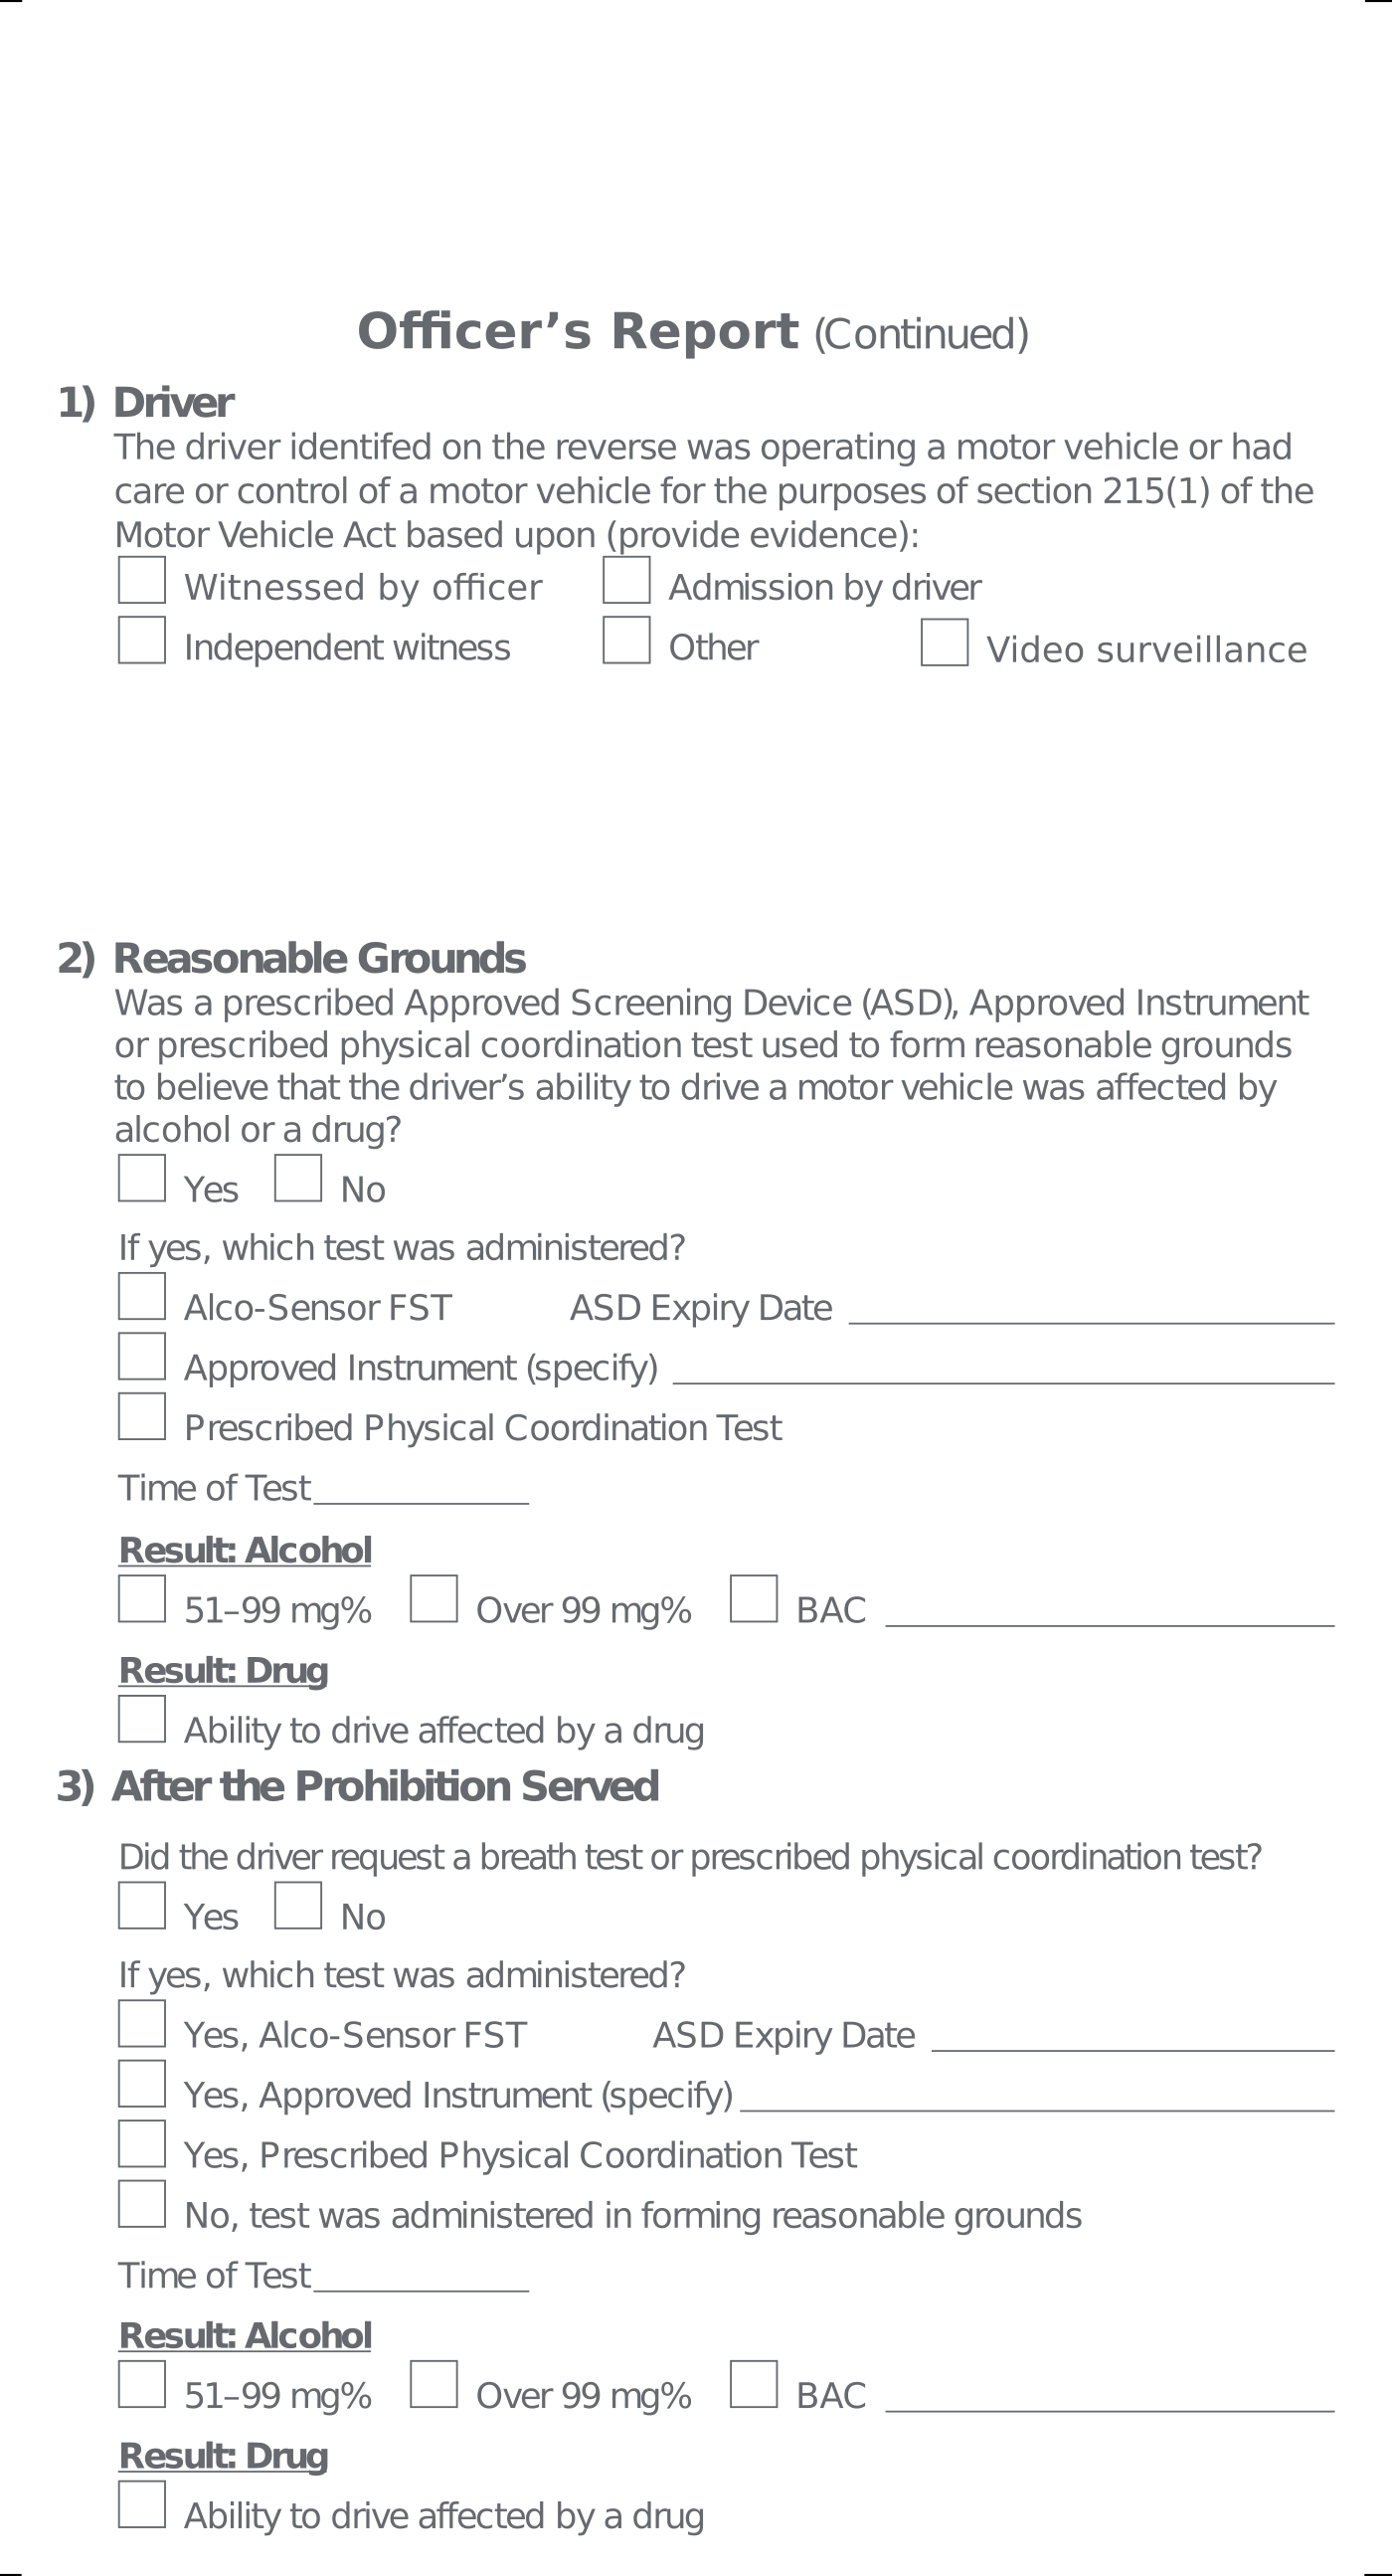 Officer’s Report (Continued)
1) Driver
The driver identifed on the reverse was operating a motor vehicle or had
care or control of a motor vehicle for the purposes of section 215(1) of the
Motor Vehicle Act based upon (provide evidence):
Witnessed by officer Admission by driver
Independent witness Other Video surveillance
2) Reasonable Grounds
Was a prescribed Approved Screening Device (ASD), Approved Instrument
or prescribed physical coordination test used to form reasonable grounds
to believe that the driver’s ability to drive a motor vehicle was affected by
alcohol or a drug?
Yes No
If yes, which test was administered?
Alco-Sensor FST ASD Expiry Date
Approved Instrument (specify)
Prescribed Physical Coordination Test
Time of Test
Result: Alcohol
51–99 mg% Over 99 mg% BAC
Result: Drug
Ability to drive affected by a drug
3) After the Prohibition Served
Did the driver request a breath test or prescribed physical coordination test?
Yes No
If yes, which test was administered?
Yes, Alco-Sensor FST ASD Expiry Date
Yes, Approved Instrument (specify)
Yes, Prescribed Physical Coordination Test
No, test was administered in forming reasonable grounds
Time of Test
Result: Alcohol
51–99 mg% Over 99 mg% BAC
Result: Drug
Ability to drive affected by a drug